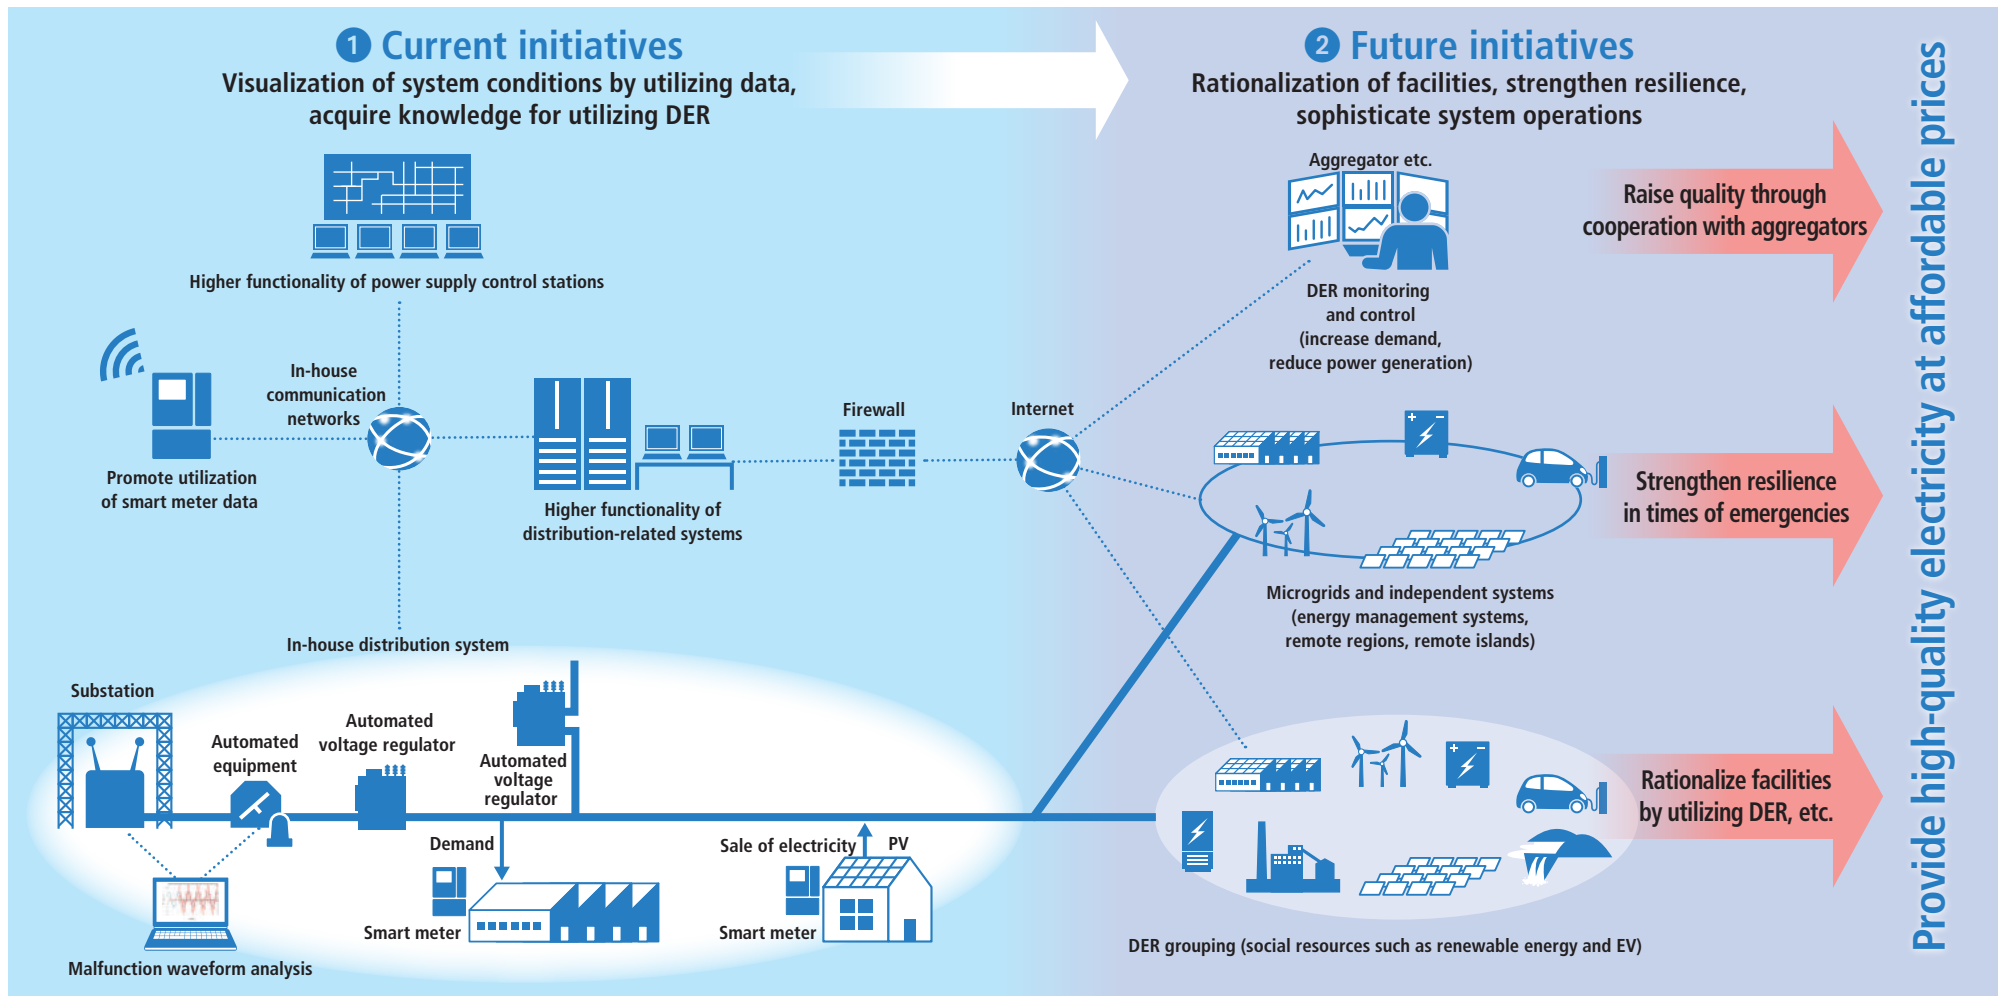 1 Current initiatives
Visualization of system conditions by utilizing data,
acquire knowledge for utilizing DER
Higher functionality of power supply control stations
In-house
communication
networks
Promote utilization
of smart meter data
Higher functionality of
distribution-related systems
Firewall
Internet
In-house distribution system
Substation
Automated
equipment
Automated
voltage regulator
Automated
voltage
regulator
Demand
Sale of electricity
PV
Smart meter
Smart meter
Malfunction waveform analysis
2 Future initiatives
Rationalization of facilities, strengthen resilience,
sophisticate system operations
Aggregator etc.
DER monitoring
and control
(increase demand,
reduce power generation)
Raise quality through
cooperation with aggregators
Microgrids and independent systems
(energy management systems,
remote regions, remote islands)
Strengthen resilience
in times of emergencies
DER grouping (social resources such as renewable energy and EV)
Rationalize facilities
by utilizing DER, etc.
Provide high-quality electricity at affordable prices